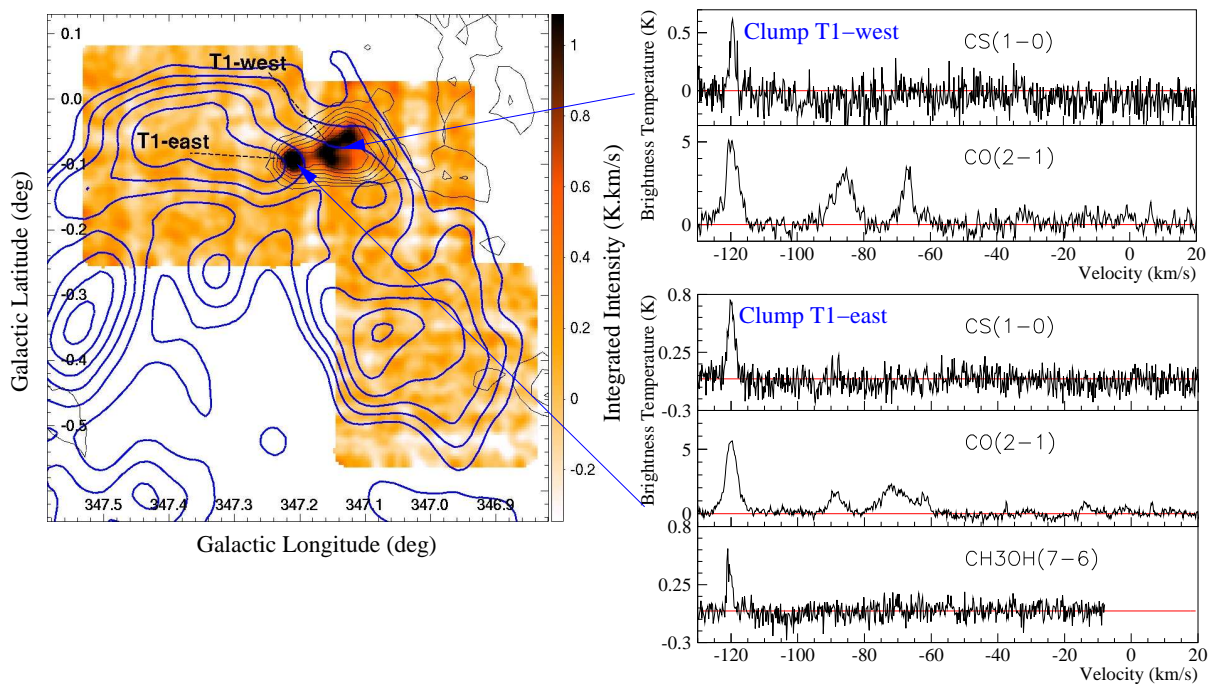 0.1
0.0
-0.1
-0.2
-0.3
-0.4
-0.5
Galactic Latitude (deg)
T1-west
T1-east
347.5 347.4 347.3 347.2 347.1 347.0 346.9
Galactic Longitude (deg)
1
0.8
0.6
0.4
0.2
0
-0.2
Integrated Intensity (K.km/s)
Clump T1-west
CS(1-0)
0.5
0
CO(2-1)
5
0
Brightness Temperature (K)
-120 -100 -80 -60 -40 -20 0 20
Velocity (km/s)
Clump T1-east
CS(1-0)
0.8
0.25
-0.3
CO(2-1)
5
0
Brightness Temperature (K)
CH3OH(7-6)
0.8
0.25
-0.3
-120 -100 -80 -60 -40 -20 0 20
Velocity (km/s)